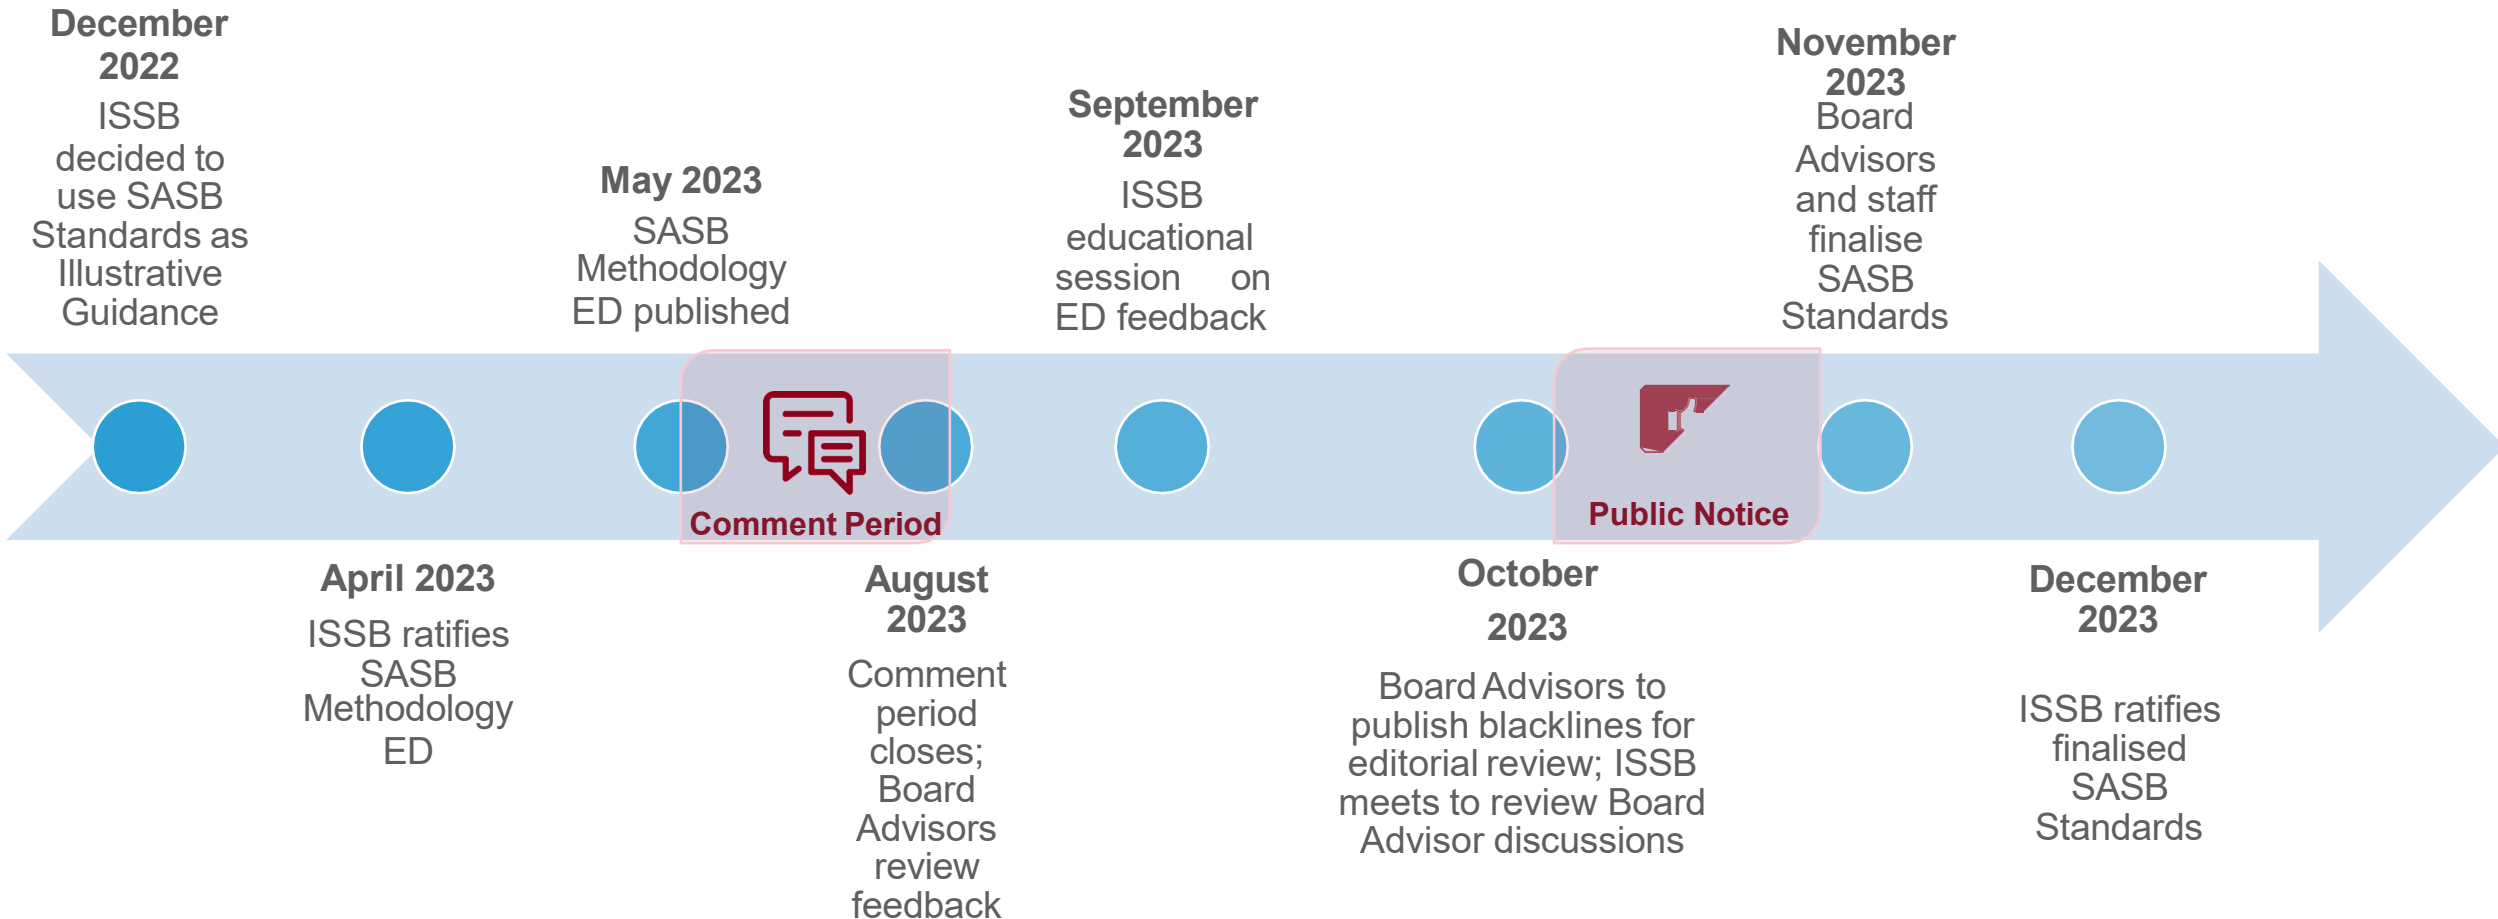 December
2022
ISSB
decided to
use SASB
Standards as
Illustrative
Guidance
April 2023
ISSB ratifies
SASB
Methodology
ED
May 2023
SASB
Methodology
ED published
Comment Period
August
2023
Comment
period
closes;
Board
Advisors
review
feedback
September
2023
ISSB
educational
session on
ED feedback
October
2023
Board Advisors to
publish blacklines for
editorial review; ISSB
meets to review Board
Advisor discussions
Public Notice
November
2023
Board
Advisors
and staff
finalise
SASB
Standards
December
2023
ISSB ratifies
finalised
SASB
Standards